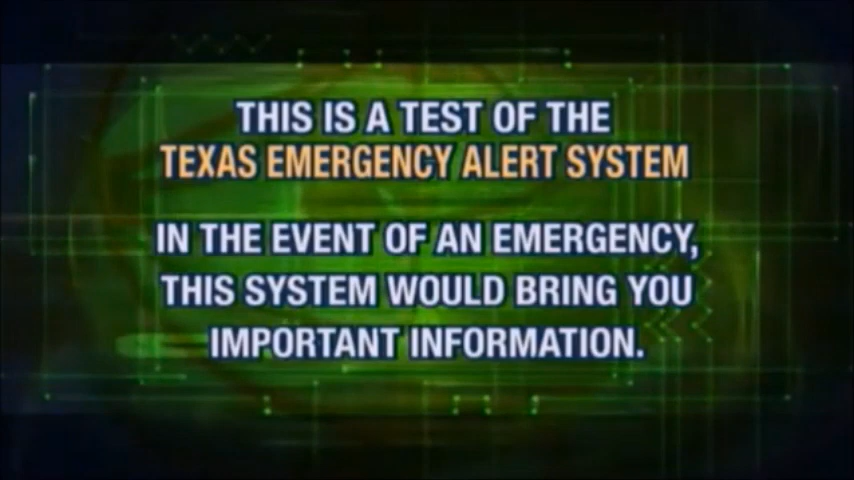 THIS IS A TEST OF THE
TEXAS EMERGENCY ALERT SYSTEM
IN THE EVENT OF AN EMERGENCY,
THIS SYSTEM WOULD BRING YOU
IMPORTANT INFORMATION.